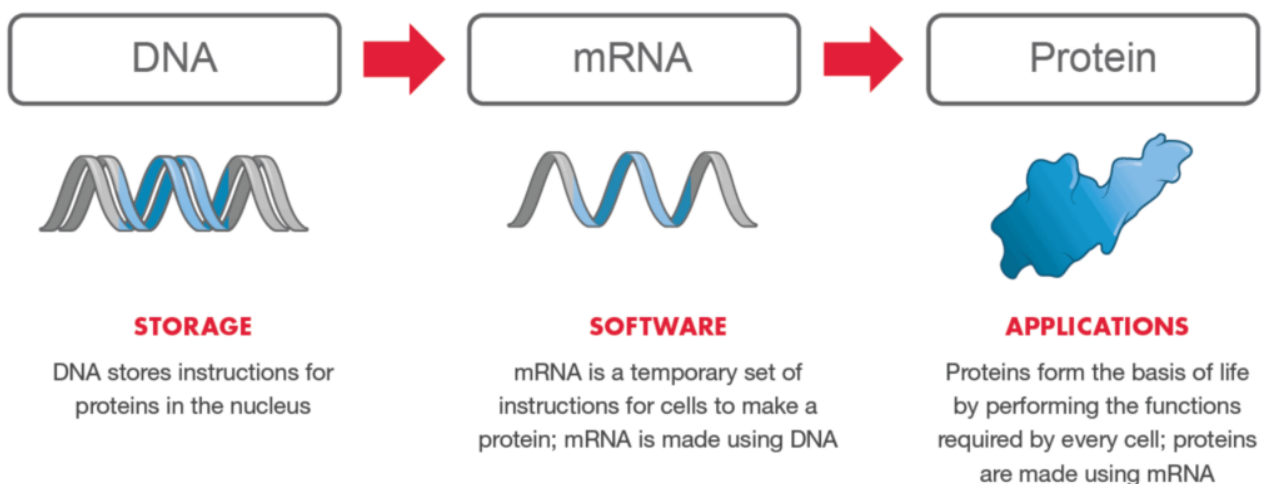 DNA
mRNA
Protein
STORAGE
DNA stores instructions for
proteins in the nucleus
SOFTWARE
mRNA is a temporary set of
instructions for cells to make a
protein; mRNA is made using DNA
APPLICATIONS
Proteins form the basis of life
by performing the functions
required by every cell; proteins
are made using mRNA